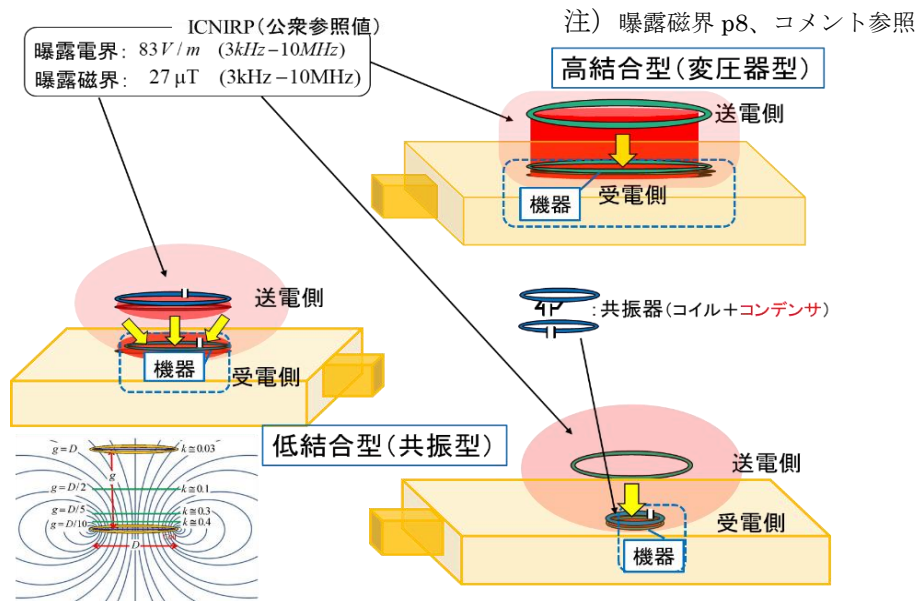 ICNIRP(公衆参照値)
曝露電界: 83V/m (3kHz−10MHz)
曝露磁界: 27 μT (3kHz−10MHz)
注) 曝露磁界 p8、コメント参照
高結合型(変圧器型)
送電側
機器
受電側
送電側
機器
受電側
:共振器(コイル+コンデンサ)
低結合型(共振型)
g=D
k≅0.03
g
g=D/2
k≅0.1
g=D/5
k≅0.3
g=D/10
k≅0.4
D
送電側
受電側
機器